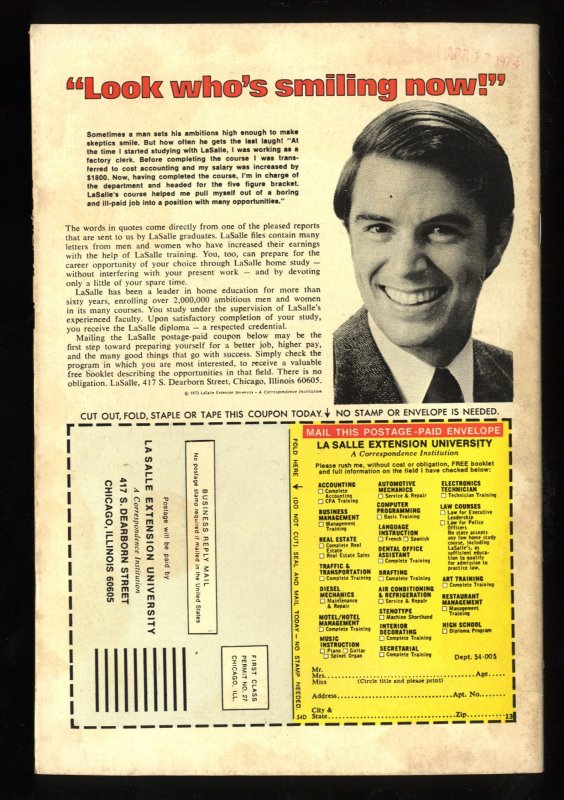 APR 1974
"Look who's smiling now!"
Sometimes a man sets his ambitions high enough to make
skeptics smile. But how often he gets the last laugh! "At
the time I started studying with LaSalle, I was working as a
factory clerk. Before completing the course I was trans-
ferred to cost accounting and my salary was increased by
$1800. Now, having completed the course, I'm in charge of
the department and headed for the five figure bracket.
LaSalle's course helped me pull myself out of a boring
and ill-paid job into a position with many opportunities."
The words in quotes come directly from one of the pleased reports
that are sent to us by LaSalle graduates. LaSalle files contain many
letters from men and women who have increased their earnings
with the help of LaSalle training. You, too, can prepare for the
career opportunity of your choice through LaSalle home study —
without interfering with your present work — and by devoting
only a little of your spare time.
LaSalle has been a leader in home education for more than
sixty years, enrolling over 2,000,000 ambitious men and women
in its many courses. You study under the supervision of LaSalle's
experienced faculty. Upon satisfactory completion of your study,
you receive the LaSalle diploma — a respected credential.
Mailing the LaSalle postage-paid coupon below may be the
first step toward preparing yourself for a better job, higher pay,
and the many good things that go with success. Simply check the
program in which you are most interested, to receive a valuable
free booklet describing the opportunities in that field. There is no
obligation. LaSalle, 417 S. Dearborn Street, Chicago, Illinois 60605.
© 1973 LaSalle Extension University • A Correspondence Institution
CUT OUT, FOLD, STAPLE OR TAPE THIS COUPON TODAY. ↓ NO STAMP OR ENVELOPE IS NEEDED.
BUSINESS REPLY MAIL
No postage stamp required if mailed in the United States
Postage will be paid by
LA SALLE EXTENSION UNIVERSITY
A Correspondence Institution
417 S. DEARBORN STREET
CHICAGO, ILLINOIS 60605
FIRST CLASS
PERMIT NO. 27
CHICAGO, ILL.
FOLD HERE → (DO NOT CUT) SEAL AND MAIL TODAY – NO STAMP NEEDED.
54D
MAIL THIS POSTAGE-PAID ENVELOPE
LA SALLE EXTENSION UNIVERSITY
A Correspondence Institution
Please rush me, without cost or obligation, FREE booklet
and full information on the field I have checked below:
ACCOUNTING
☐ Complete
Accounting
☐ CPA Training
BUSINESS
MANAGEMENT
☐ Management
Training
REAL ESTATE
☐ Complete Real
Estate
☐ Real Estate Sales
TRAFFIC &
TRANSPORTATION
☐ Complete Training
DIESEL
MECHANICS
☐ Maintenance
& Repair
MOTEL/HOTEL
MANAGEMENT
☐ Complete Training
MUSIC
INSTRUCTION
☐ Piano ☐ Guitar
☐ Spinet Organ
AUTOMOTIVE
MECHANICS
☐ Service & Repair
COMPUTER
PROGRAMMING
☐ Basic Training
LANGUAGE
INSTRUCTION
☐ French ☐ Spanish
DENTAL OFFICE
ASSISTANT
☐ Complete Training
DRAFTING
☐ Complete Training
AIR CONDITIONING
& REFRIGERATION
☐ Service & Repair
STENOTYPE
☐ Machine Shorthand
INTERIOR
DECORATING
☐ Complete Training
SECRETARIAL
☐ Complete Training
ELECTRONICS
TECHNICIAN
☐ Technician Training
LAW COURSES
☐ Law for Executive
Leadership
☐ Law for Police
Officers
No state accepts
any law home study
course, including
LaSalle's, as
sufficient educa-
tion to qualify
for admission to
practice law.
ART TRAINING
☐ Complete Training
RESTAURANT
MANAGEMENT
☐ Management
Training
HIGH SCHOOL
☐ Diploma Program
Dept. 54-005
Mr.
Mrs. Age
Miss (Circle title and please print)
Address Apt. No.
City &
State Zip 13